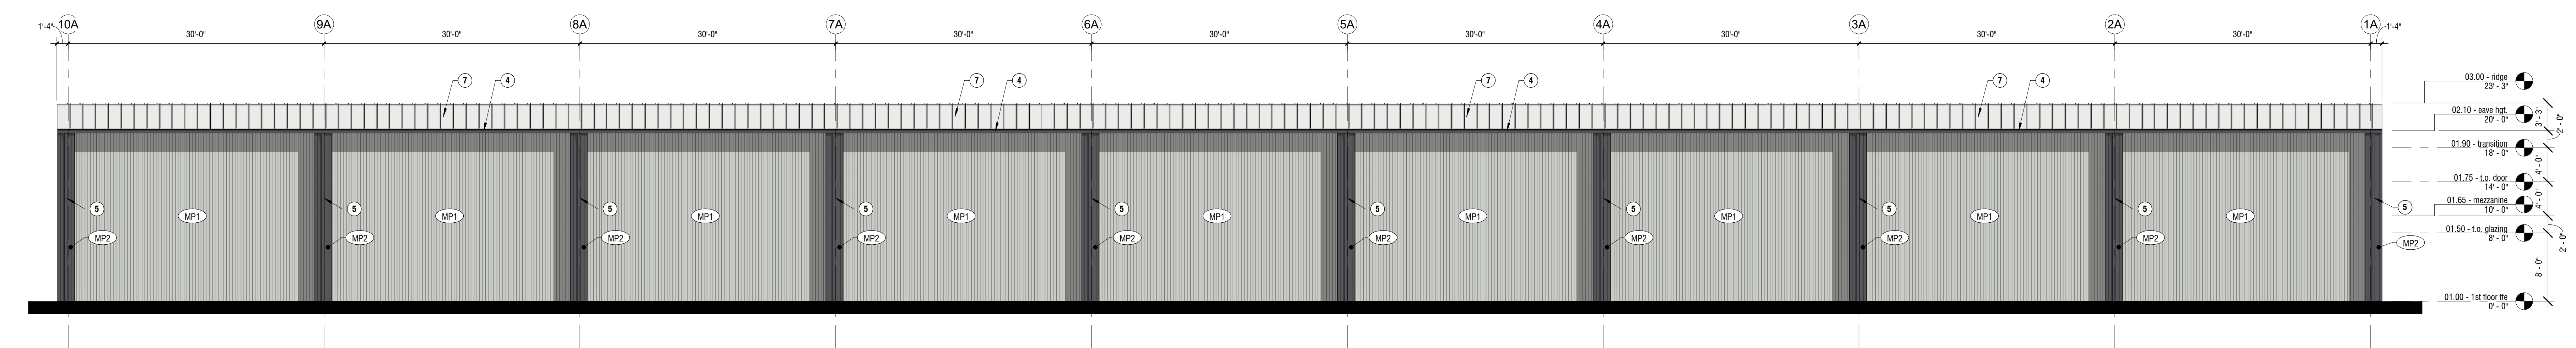 10A 9A 8A 7A 6A 5A 4A 3A 2A 1A
1'-4" 30'-0" 30'-0" 30'-0" 30'-0" 30'-0" 30'-0" 30'-0" 30'-0" 30'-0" 1'-4"
7 4 7 4 7 4 7 4
03.00 - ridge
23' - 3"
02.10 - eave hgt.
20' - 0"
3' - 3"
2' - 0"
01.90 - transition
18' - 0"
4' - 0"
01.75 - t.o. door
14' - 0"
4' - 0"
01.65 - mezzanine
10' - 0"
01.50 - t.o. glazing
8' - 0"
2' - 0"
8' - 0"
01.00 - 1st floor ffe
0' - 0"
5 5 5 5 5 5 5 5 5 5
MP1 MP1 MP1 MP1 MP1 MP1 MP1 MP1 MP1
MP2 MP2 MP2 MP2 MP2 MP2 MP2 MP2 MP2 MP2